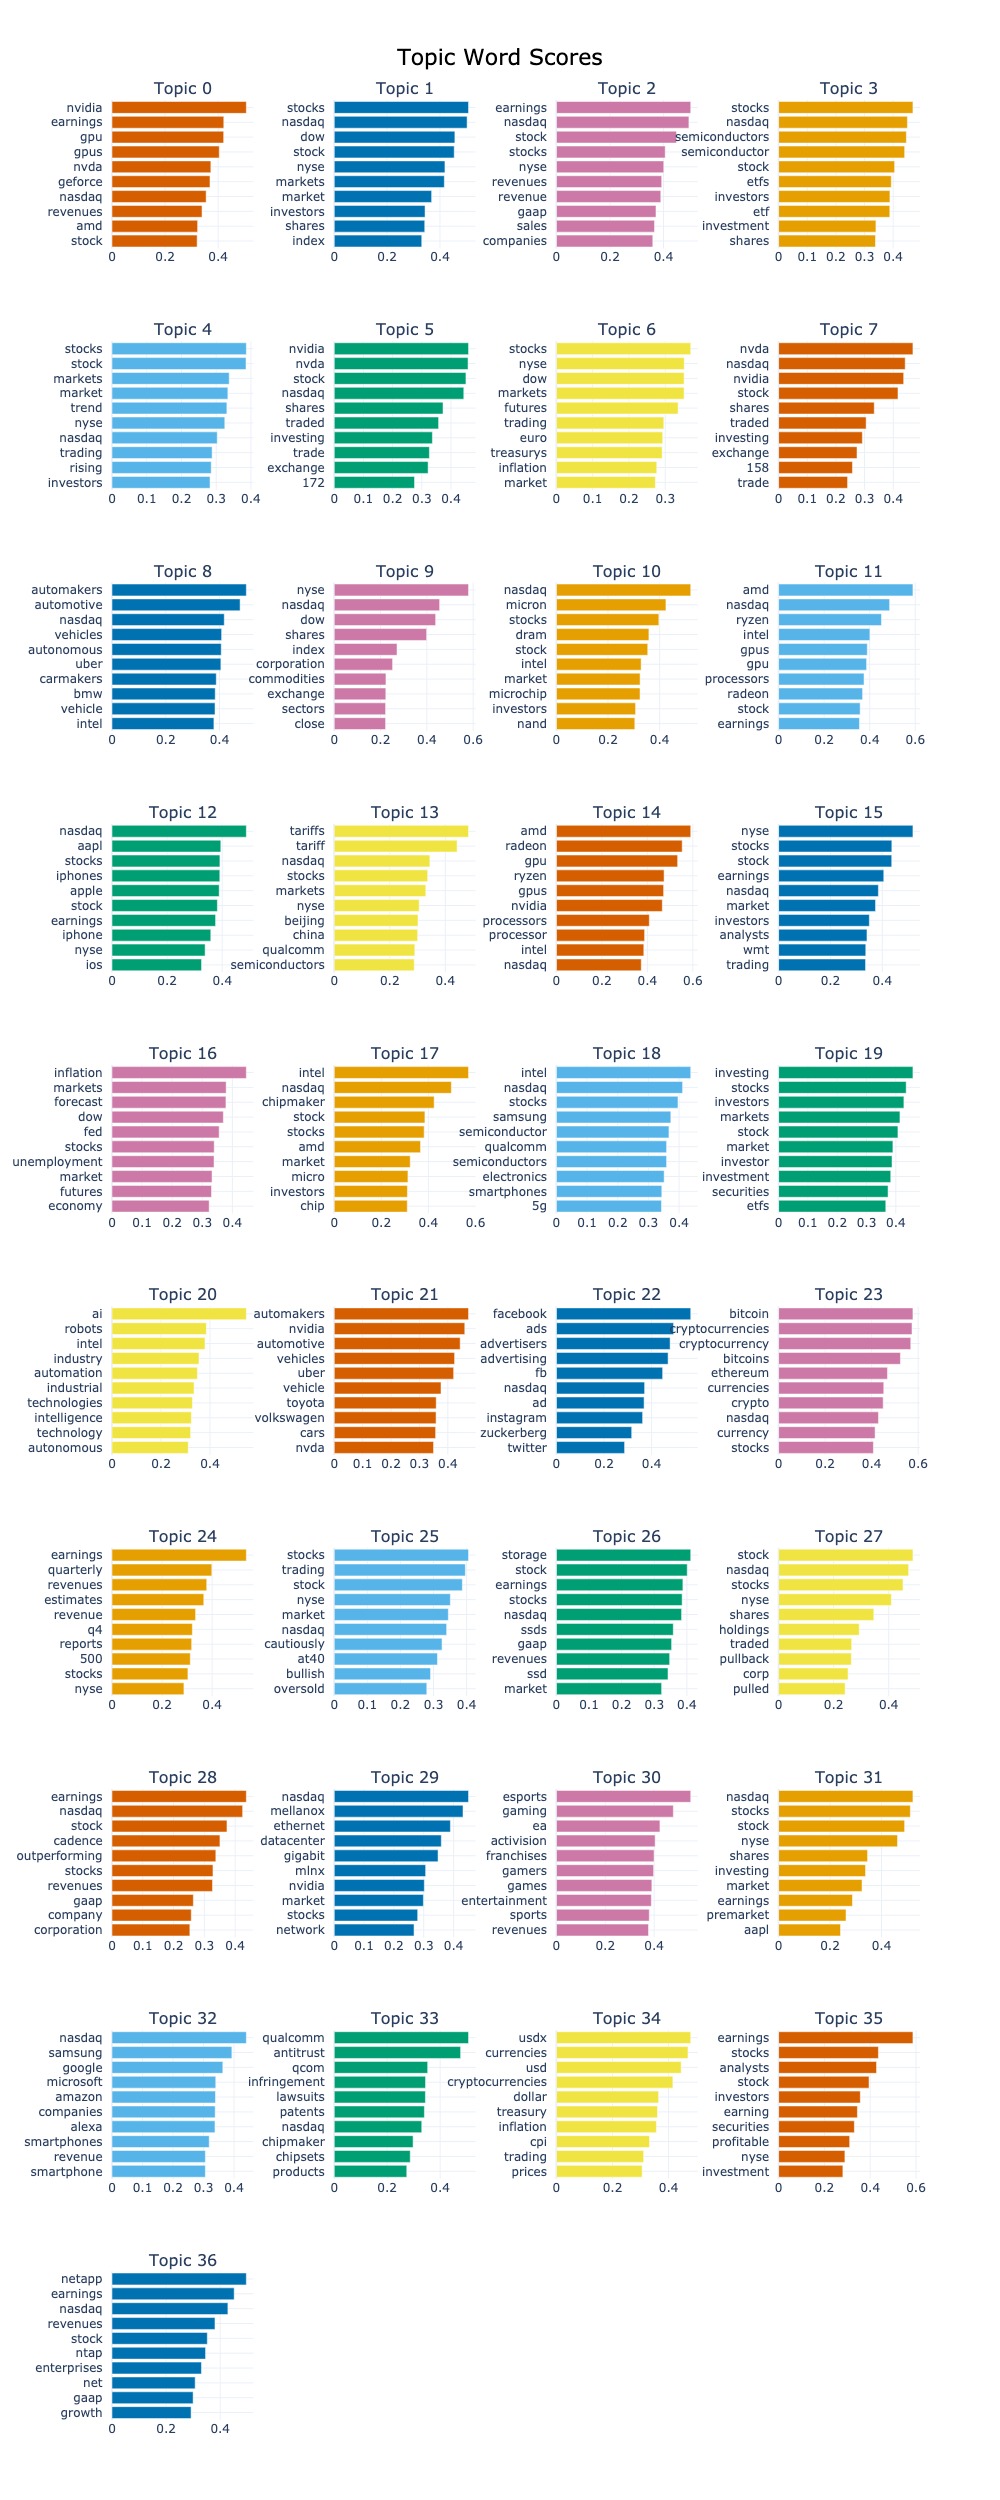 Topic Word Scores
Topic 0
nvidia
earnings
gpu
gpus
nvda
geforce
nasdaq
revenues
amd
stock
0 0.2 0.4
Topic 1
stocks
nasdaq
dow
stock
nyse
markets
market
investors
shares
index
0 0.2 0.4
Topic 2
earnings
nasdaq
stock
stocks
nyse
revenues
revenue
gaap
sales
companies
0 0.2 0.4
Topic 3
stocks
nasdaq
semiconductors
semiconductor
stock
etfs
investors
etf
investment
shares
0 0.1 0.2 0.3 0.4
Topic 4
stocks
stock
markets
market
trend
nyse
nasdaq
trading
rising
investors
0 0.1 0.2 0.3 0.4
Topic 5
nvidia
nvda
stock
nasdaq
shares
traded
investing
trade
exchange
172
0 0.1 0.2 0.3 0.4
Topic 6
stocks
nyse
dow
markets
futures
trading
euro
treasurys
inflation
market
0 0.1 0.2 0.3
Topic 7
nvda
nasdaq
nvidia
stock
shares
traded
investing
exchange
158
trade
0 0.2 0.4
Topic 8
automakers
automotive
nasdaq
vehicles
autonomous
uber
carmakers
bmw
vehicle
intel
0 0.2 0.4
Topic 9
nyse
nasdaq
dow
shares
index
corporation
commodities
exchange
sectors
close
0 0.2 0.4 0.6
Topic 10
nasdaq
micron
stocks
dram
stock
intel
market
microchip
investors
nand
0 0.2 0.4
Topic 11
amd
nasdaq
ryzen
intel
gpus
gpu
processors
radeon
stock
earnings
0 0.2 0.4 0.6
Topic 12
nasdaq
aapl
stocks
iphones
apple
stock
earnings
iphone
nyse
ios
0 0.2 0.4
Topic 13
tariffs
tariff
nasdaq
stocks
markets
nyse
beijing
china
qualcomm
semiconductors
0 0.2 0.4
Topic 14
amd
radeon
gpu
ryzen
gpus
nvidia
processors
processor
intel
nasdaq
0 0.2 0.4 0.6
Topic 15
nyse
stocks
stock
earnings
nasdaq
market
investors
analysts
wmt
trading
0 0.2 0.4
Topic 16
inflation
markets
forecast
dow
fed
stocks
unemployment
market
futures
economy
0 0.1 0.2 0.3 0.4
Topic 17
intel
nasdaq
chipmaker
stock
stocks
amd
market
micro
investors
chip
0 0.2 0.4 0.6
Topic 18
intel
nasdaq
stocks
samsung
semiconductor
qualcomm
semiconductors
electronics
smartphones
5g
0 0.1 0.2 0.3 0.4
Topic 19
investing
stocks
investors
markets
stock
market
investor
investment
securities
etfs
0 0.1 0.2 0.3 0.4
Topic 20
ai
robots
intel
industry
automation
industrial
technologies
intelligence
technology
autonomous
0 0.2 0.4
Topic 21
automakers
nvidia
automotive
vehicles
uber
vehicle
toyota
volkswagen
cars
nvda
0 0.1 0.2 0.3 0.4
Topic 22
facebook
ads
advertisers
advertising
fb
nasdaq
ad
instagram
zuckerberg
twitter
0 0.2 0.4
Topic 23
bitcoin
cryptocurrencies
cryptocurrency
bitcoins
ethereum
currencies
crypto
nasdaq
currency
stocks
0 0.2 0.4 0.6
Topic 24
earnings
quarterly
revenues
estimates
revenue
q4
reports
500
stocks
nyse
0 0.2 0.4
Topic 25
stocks
trading
stock
nyse
market
nasdaq
cautiously
at40
bullish
oversold
0 0.1 0.2 0.3 0.4
Topic 26
storage
stock
earnings
stocks
nasdaq
ssds
gaap
revenues
ssd
market
0 0.1 0.2 0.3 0.4
Topic 27
stock
nasdaq
stocks
nyse
shares
holdings
traded
pullback
corp
pulled
0 0.2 0.4
Topic 28
earnings
nasdaq
stock
cadence
outperforming
stocks
revenues
gaap
company
corporation
0 0.1 0.2 0.3 0.4
Topic 29
nasdaq
mellanox
ethernet
datacenter
gigabit
mlnx
nvidia
market
stocks
network
0 0.1 0.2 0.3 0.4
Topic 30
esports
gaming
ea
activision
franchises
gamers
games
entertainment
sports
revenues
0 0.2 0.4
Topic 31
nasdaq
stocks
stock
nyse
shares
investing
market
earnings
premarket
aapl
0 0.2 0.4
Topic 32
nasdaq
samsung
google
microsoft
amazon
companies
alexa
smartphones
revenue
smartphone
0 0.1 0.2 0.3 0.4
Topic 33
qualcomm
antitrust
qcom
infringement
lawsuits
patents
nasdaq
chipmaker
chipsets
products
0 0.2 0.4
Topic 34
usdx
currencies
usd
cryptocurrencies
dollar
treasury
inflation
cpi
trading
prices
0 0.2 0.4
Topic 35
earnings
stocks
analysts
stock
investors
earning
securities
profitable
nyse
investment
0 0.2 0.4 0.6
Topic 36
netapp
earnings
nasdaq
revenues
stock
ntap
enterprises
net
gaap
growth
0 0.2 0.4